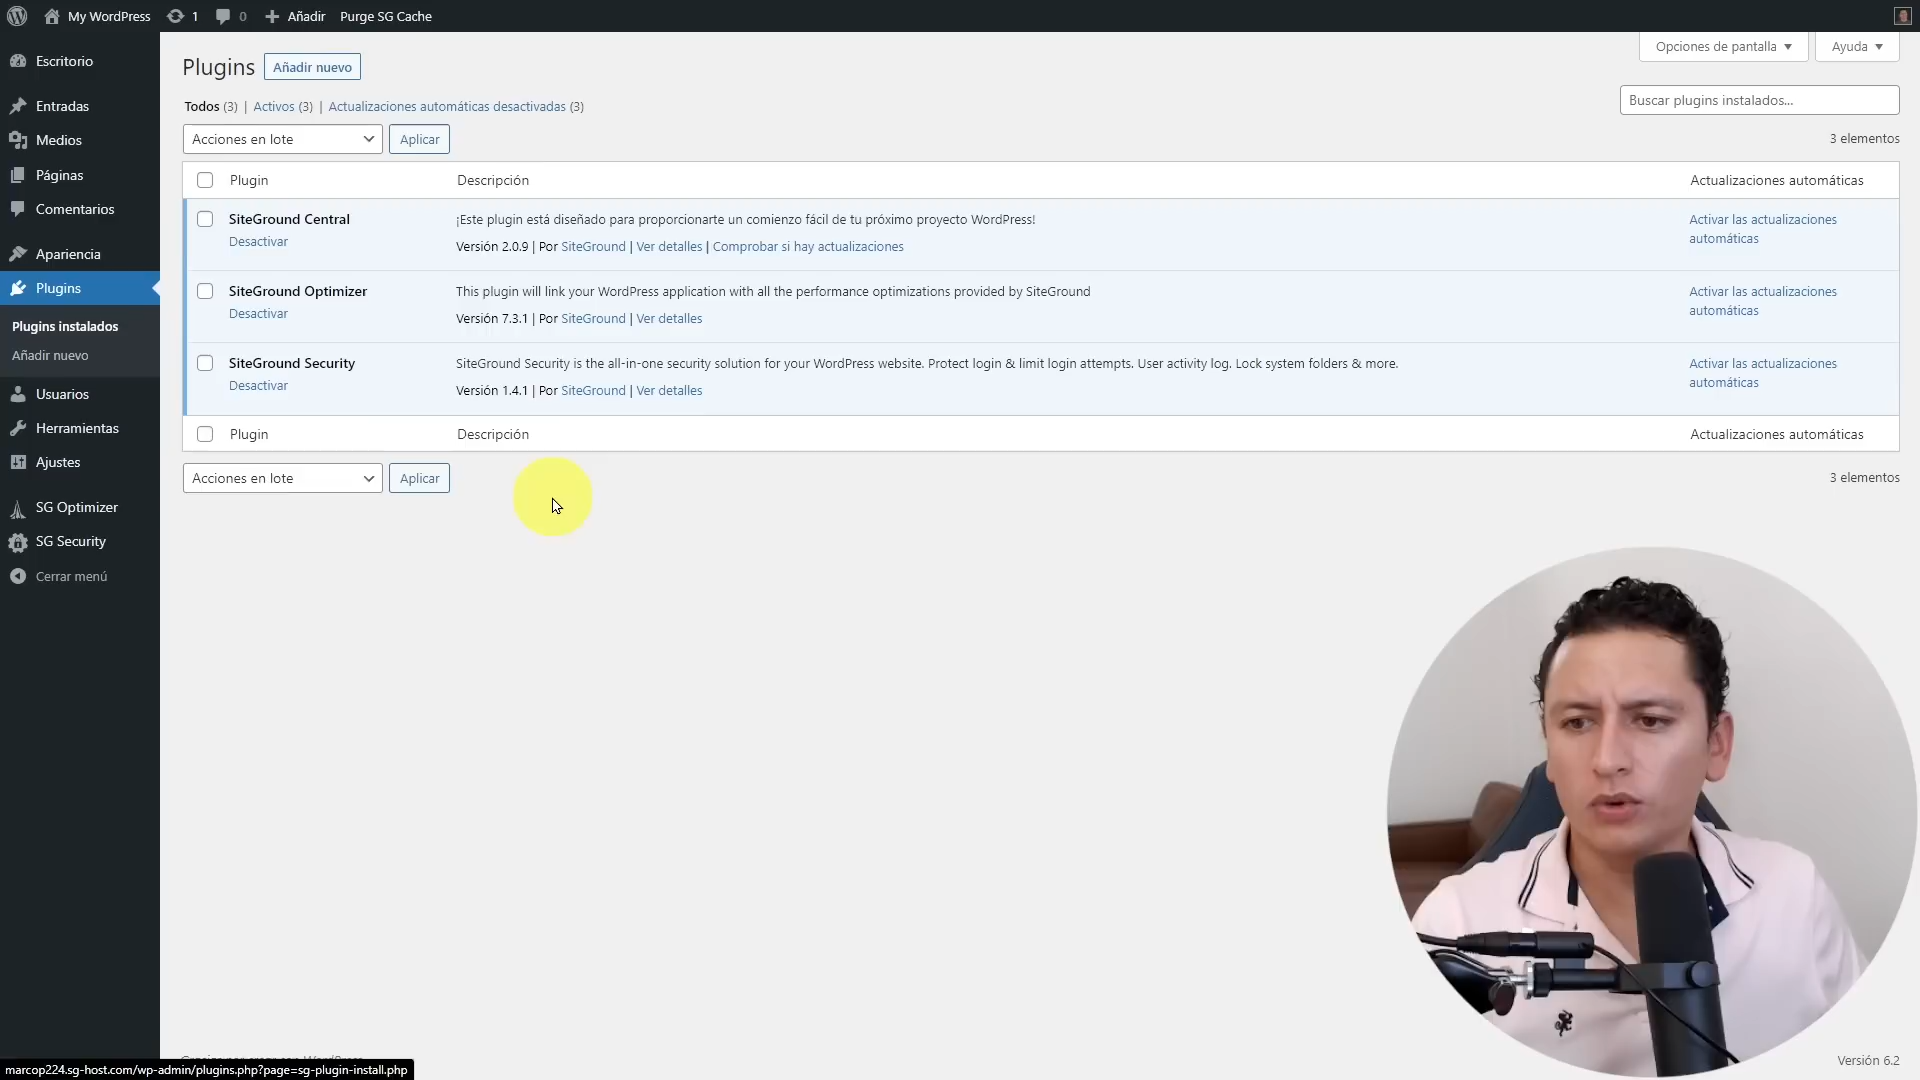 My WordPress 1 0 Añadir Purge SG Cache
Opciones de pantalla Ayuda
Escritorio
Entradas
Medios
Páginas
Comentarios
Apariencia
Plugins
Plugins instalados
Añadir nuevo
Usuarios
Herramientas
Ajustes
SG Optimizer
SG Security
Cerrar menú
Plugins Añadir nuevo
Todos (3) | Activos (3) | Actualizaciones automáticas desactivadas (3)
Buscar plugins instalados...
Acciones en lote Aplicar
3 elementos
Plugin Descripción Actualizaciones automáticas
SiteGround Central
Desactivar
¡Este plugin está diseñado para proporcionarte un comienzo fácil de tu próximo proyecto WordPress!
Versión 2.0.9 | Por SiteGround | Ver detalles | Comprobar si hay actualizaciones
Activar las actualizaciones
automáticas
SiteGround Optimizer
Desactivar
This plugin will link your WordPress application with all the performance optimizations provided by SiteGround
Versión 7.3.1 | Por SiteGround | Ver detalles
Activar las actualizaciones
automáticas
SiteGround Security
Desactivar
SiteGround Security is the all-in-one security solution for your WordPress website. Protect login & limit login attempts. User activity log. Lock system folders & more.
Versión 1.4.1 | Por SiteGround | Ver detalles
Activar las actualizaciones
automáticas
Plugin Descripción Actualizaciones automáticas
Acciones en lote Aplicar
3 elementos
Versión 6.2
marcop224.sg-host.com/wp-admin/plugins.php?page=sg-plugin-install.php